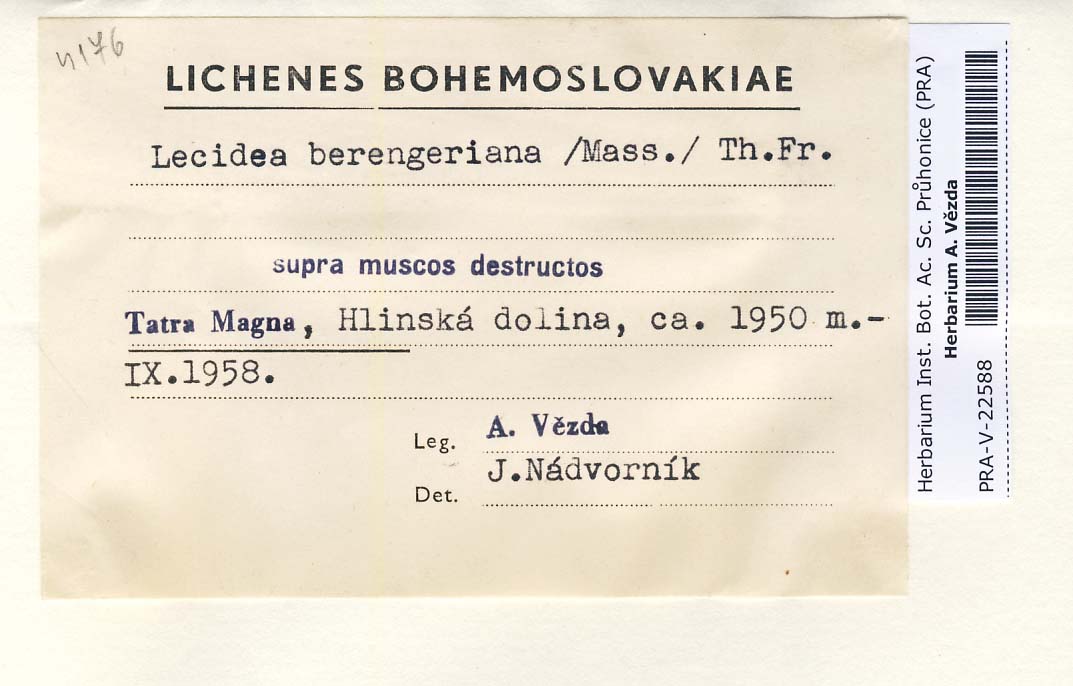 4176
LICHENES BOHEMOSLOVAKIAE
Lecidea berengeriana /Mass./ Th.Fr.
supra muscos destructos
Tatra Magna, Hlinská dolina, ca. 1950 m.-
IX.1958.
Leg. A. Vězda
Det. J.Nádvorník
Herbarium Inst. Bot. Ac. Sc. Průhonice (PRA)
Herbarium A. Vězda
PRA-V-22588